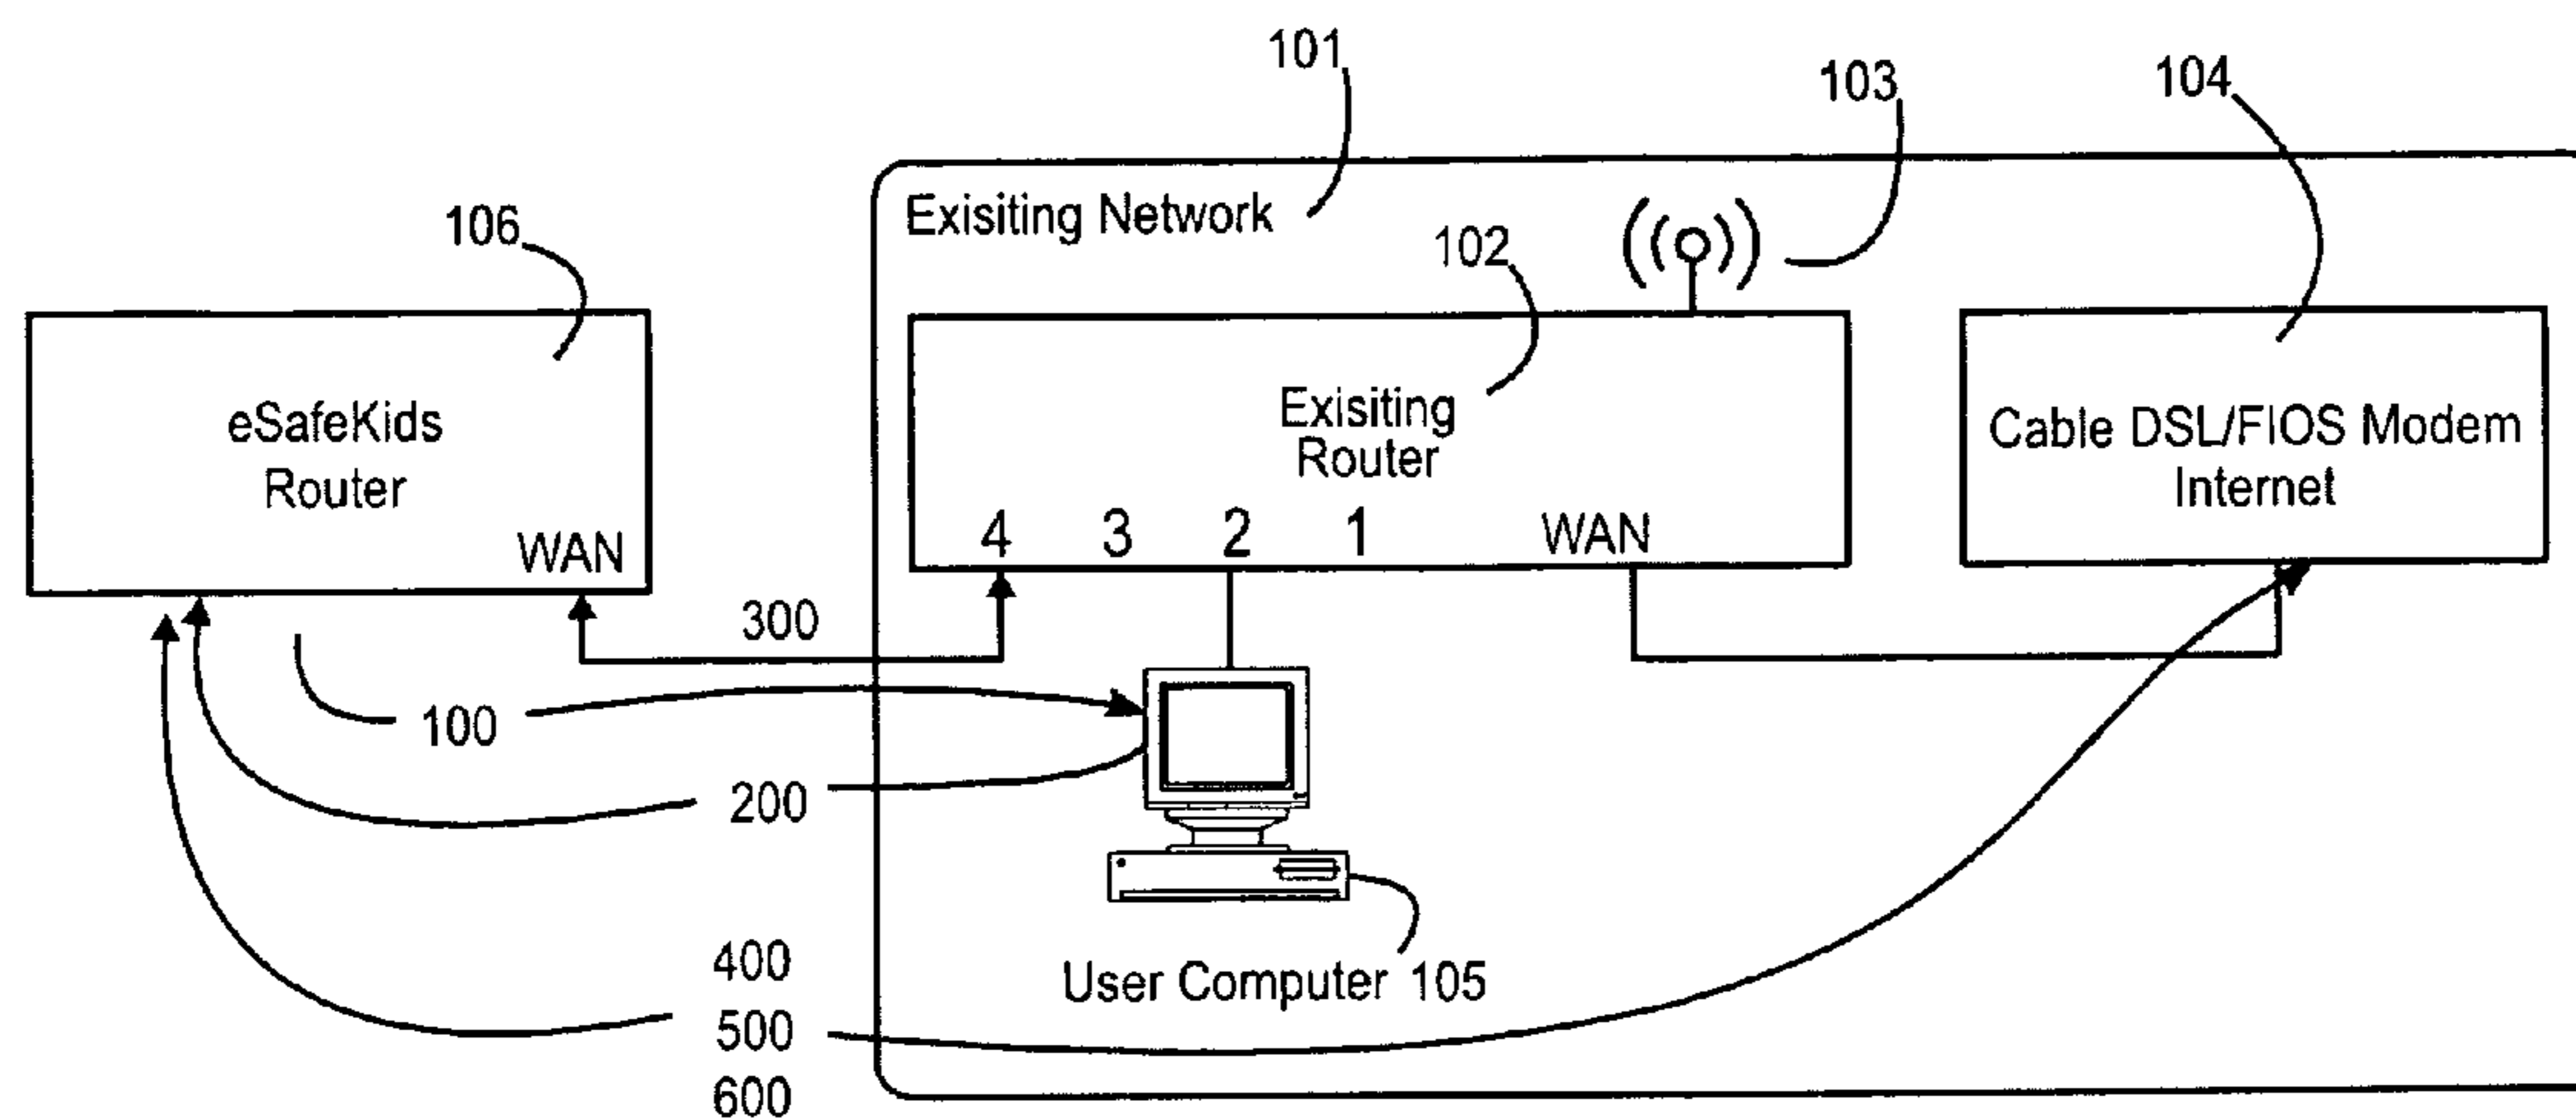 101
103
104
Exisiting Network
106
102
eSafeKids
Router
WAN
Exisiting
Router
4 3 2 1 WAN
Cable DSL/FIOS Modem
Internet
300
100
200
400
500
600
User Computer 105